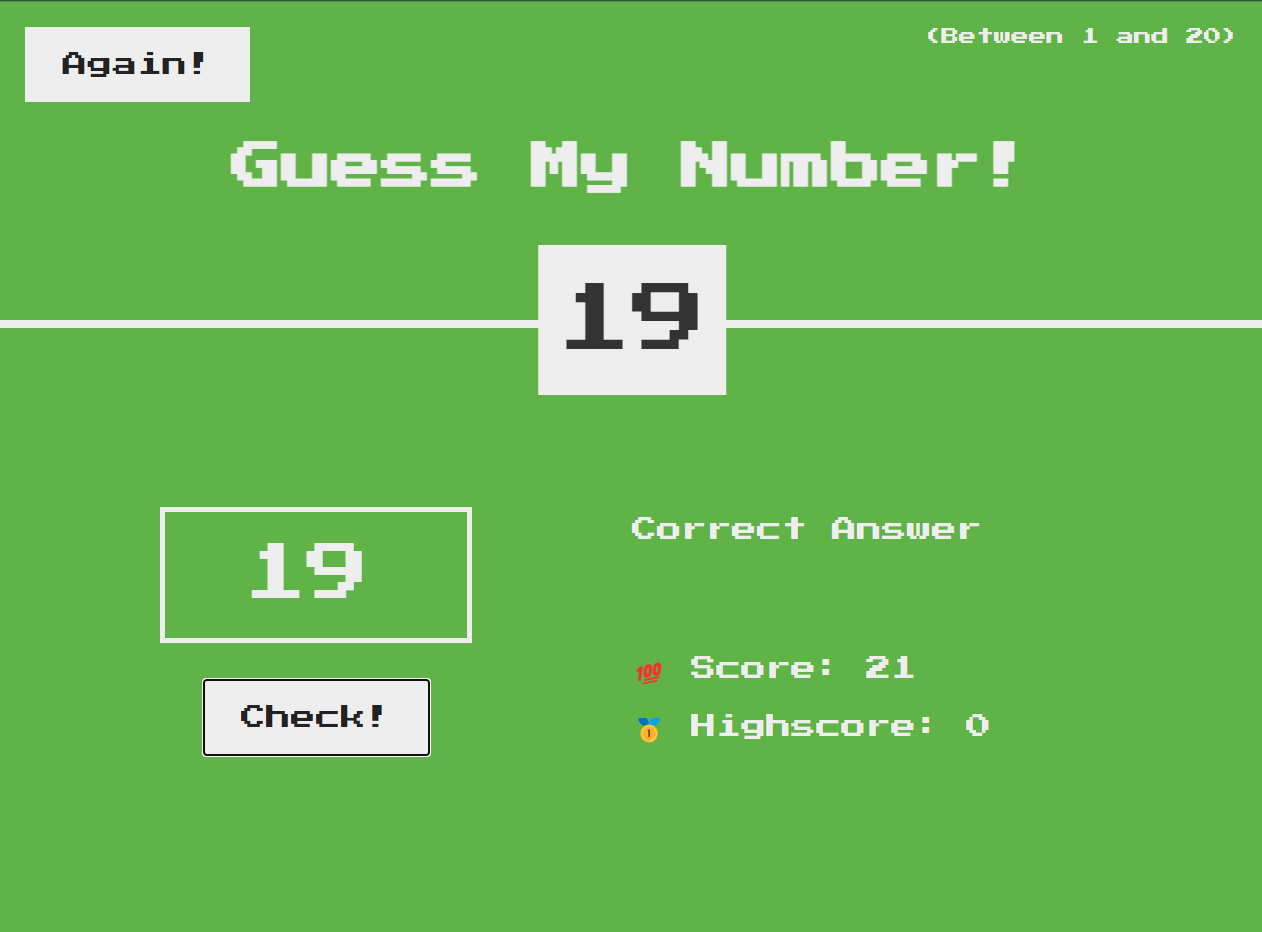 Again!
(Between 1 and 20)
Guess My Number!
19
19
Check!
Correct Answer
💯 Score: 21
🥇 Highscore: 0